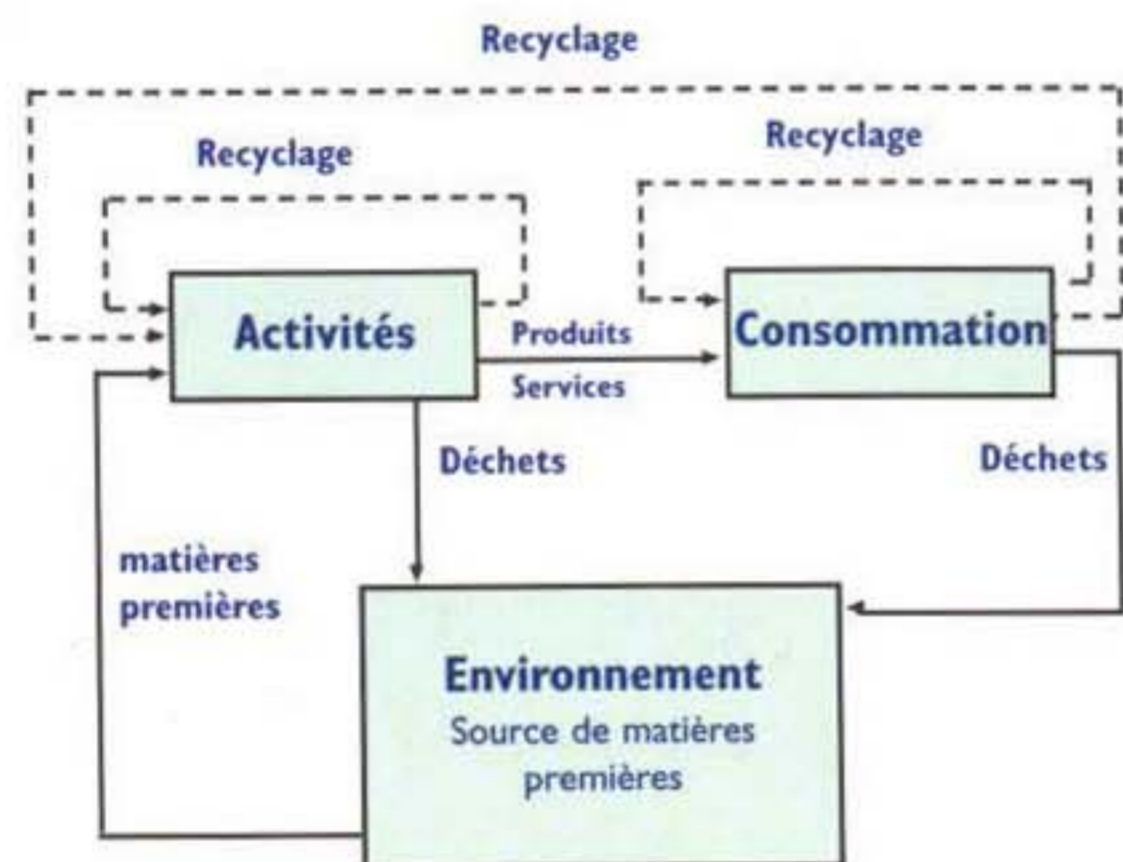 Recyclage
Recyclage
Recyclage
Activités
Produits
Services
Consommation
Déchets
Déchets
matières
premières
Environnement
Source de matières
premières